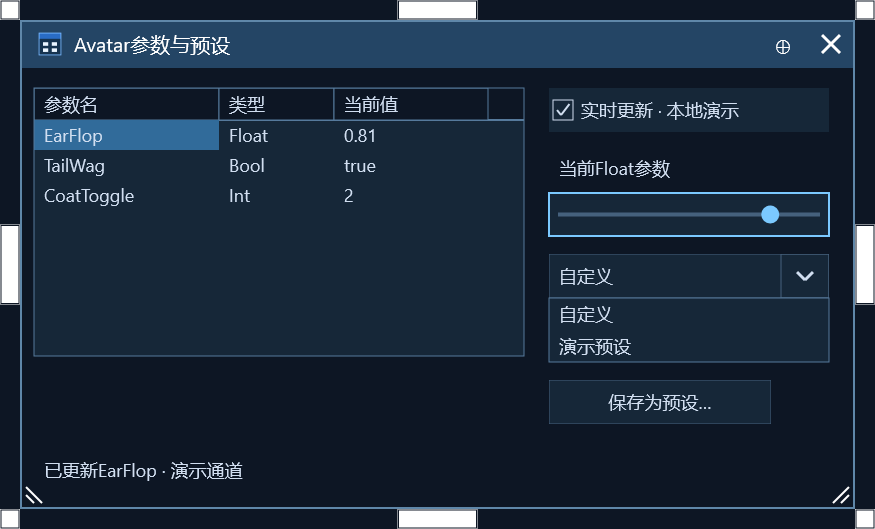 Avatar参数与预设
参数名 类型 当前值
EarFlop Float 0.81
TailWag Bool true
CoatToggle Int 2
实时更新 · 本地演示
当前Float参数
自定义
自定义
演示预设
保存为预设...
已更新EarFlop · 演示通道